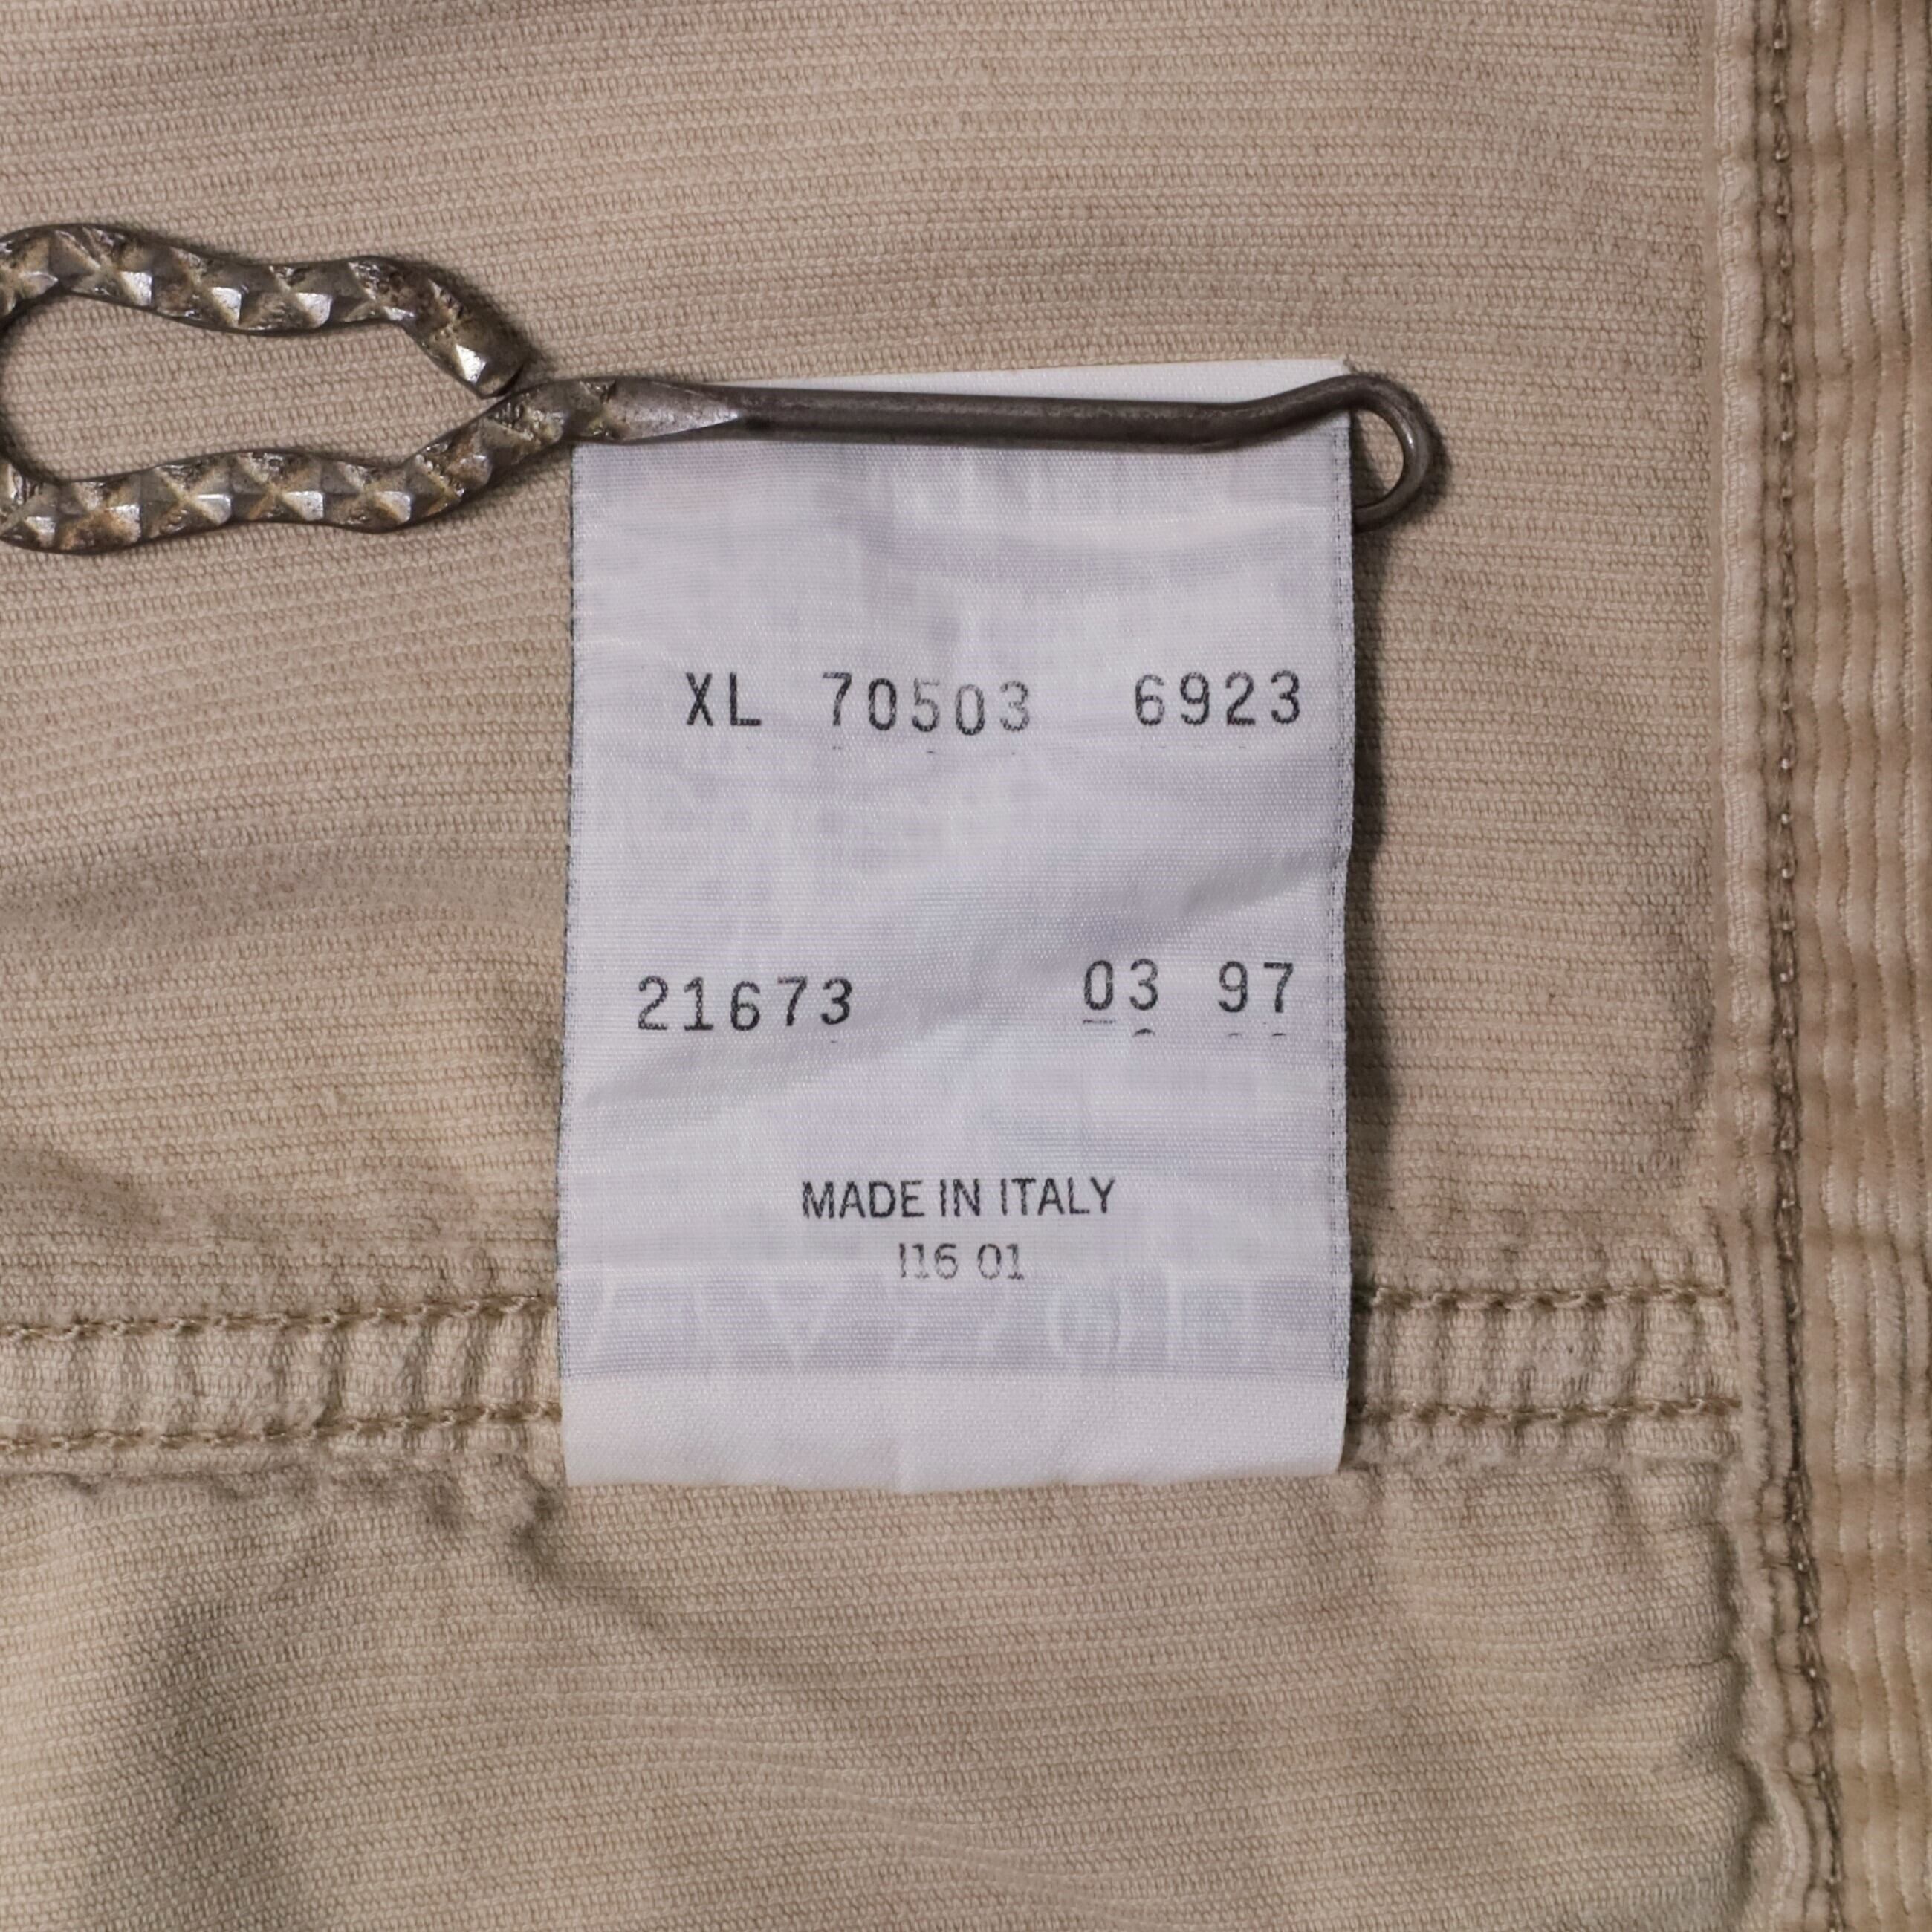 XL 70503 6923
21673 03 97
MADE IN ITALY
I16 01